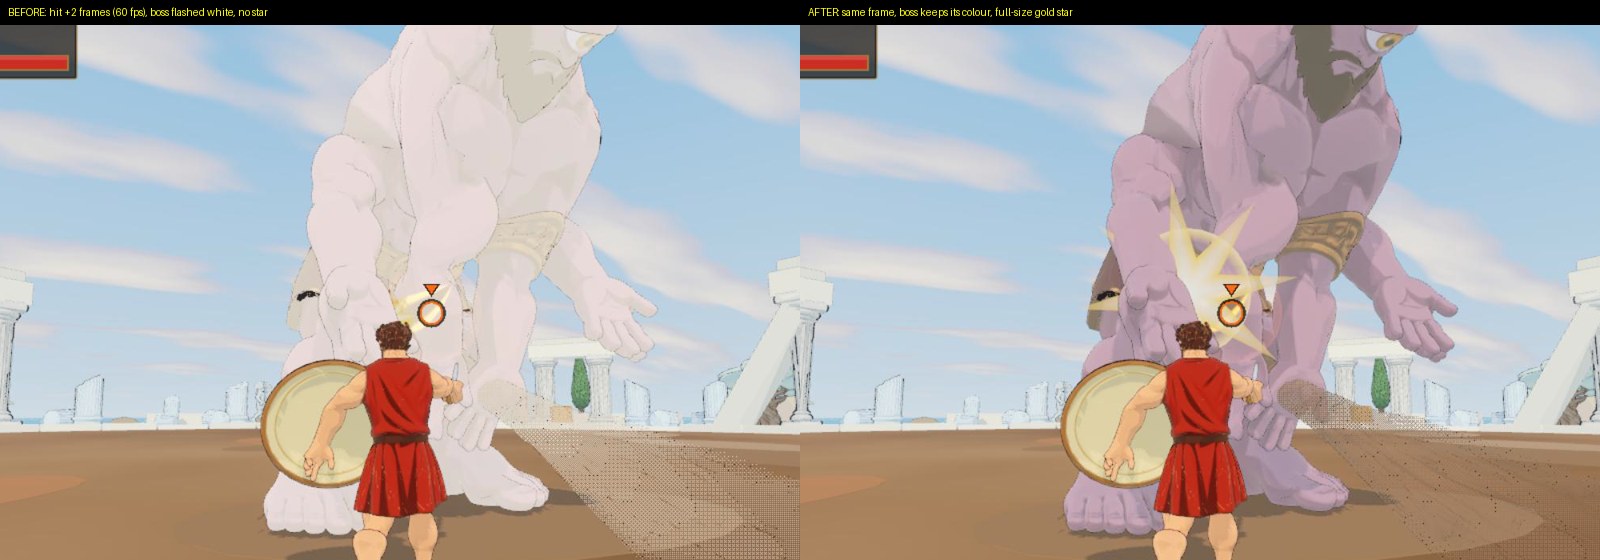 BEFORE: hit +2 frames (60 fps), boss flashed white, no star
AFTER: same frame, boss keeps its colour, full-size gold star